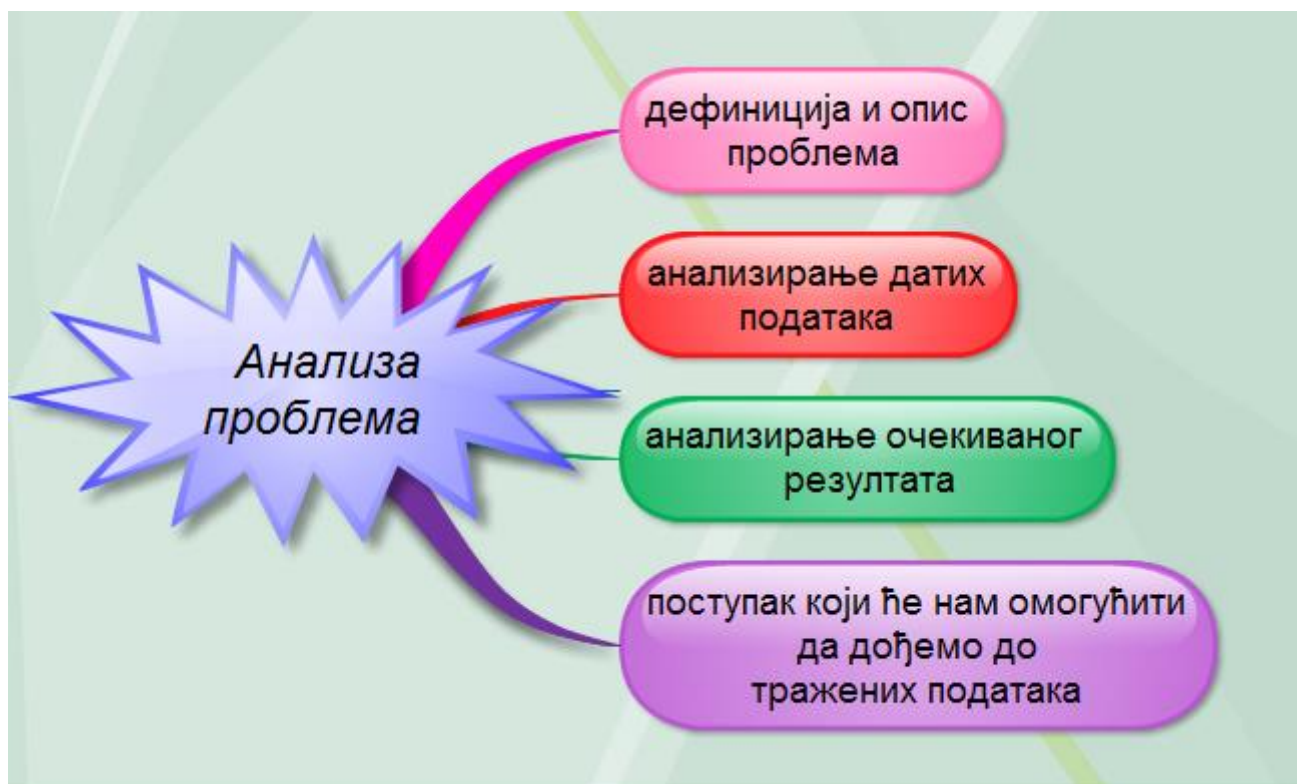 дефиниција и опис
проблема
анализирање датих
података
Анализа
проблема
анализирање очекиваног
резултата
поступак који ће нам омогућити
да дођемо до
тражених података